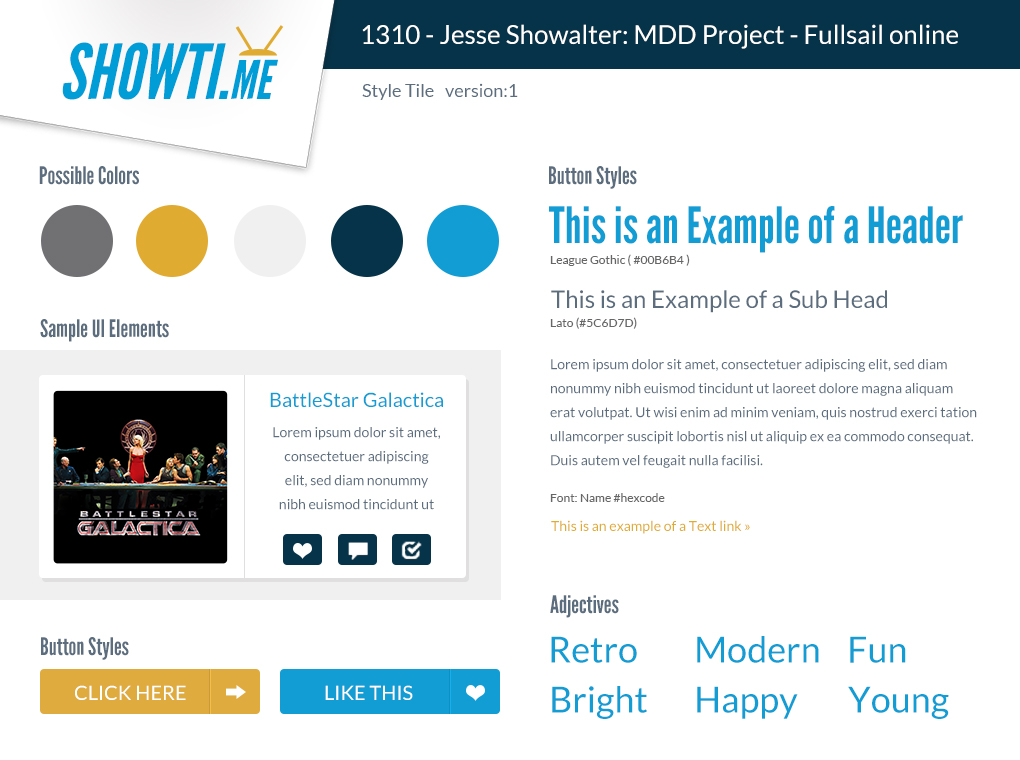 SHOWTI.ME
1310 - Jesse Showalter: MDD Project - Fullsail online
Style Tile version:1
Possible Colors
Sample UI Elements
BATTLESTAR
GALACTICA
BattleStar Galactica
Lorem ipsum dolor sit amet,
consectetuer adipiscing
elit, sed diam nonummy
nibh euismod tincidunt ut
Button Styles
CLICK HERE
LIKE THIS
Button Styles
This is an Example of a Header
League Gothic ( #00B6B4 )
This is an Example of a Sub Head
Lato (#5C6D7D)
Lorem ipsum dolor sit amet, consectetuer adipiscing elit, sed diam
nonummy nibh euismod tincidunt ut laoreet dolore magna aliquam
erat volutpat. Ut wisi enim ad minim veniam, quis nostrud exerci tation
ullamcorper suscipit lobortis nisl ut aliquip ex ea commodo consequat.
Duis autem vel feugait nulla facilisi.
Font: Name #hexcode
This is an example of a Text link »
Adjectives
Retro Modern Fun
Bright Happy Young